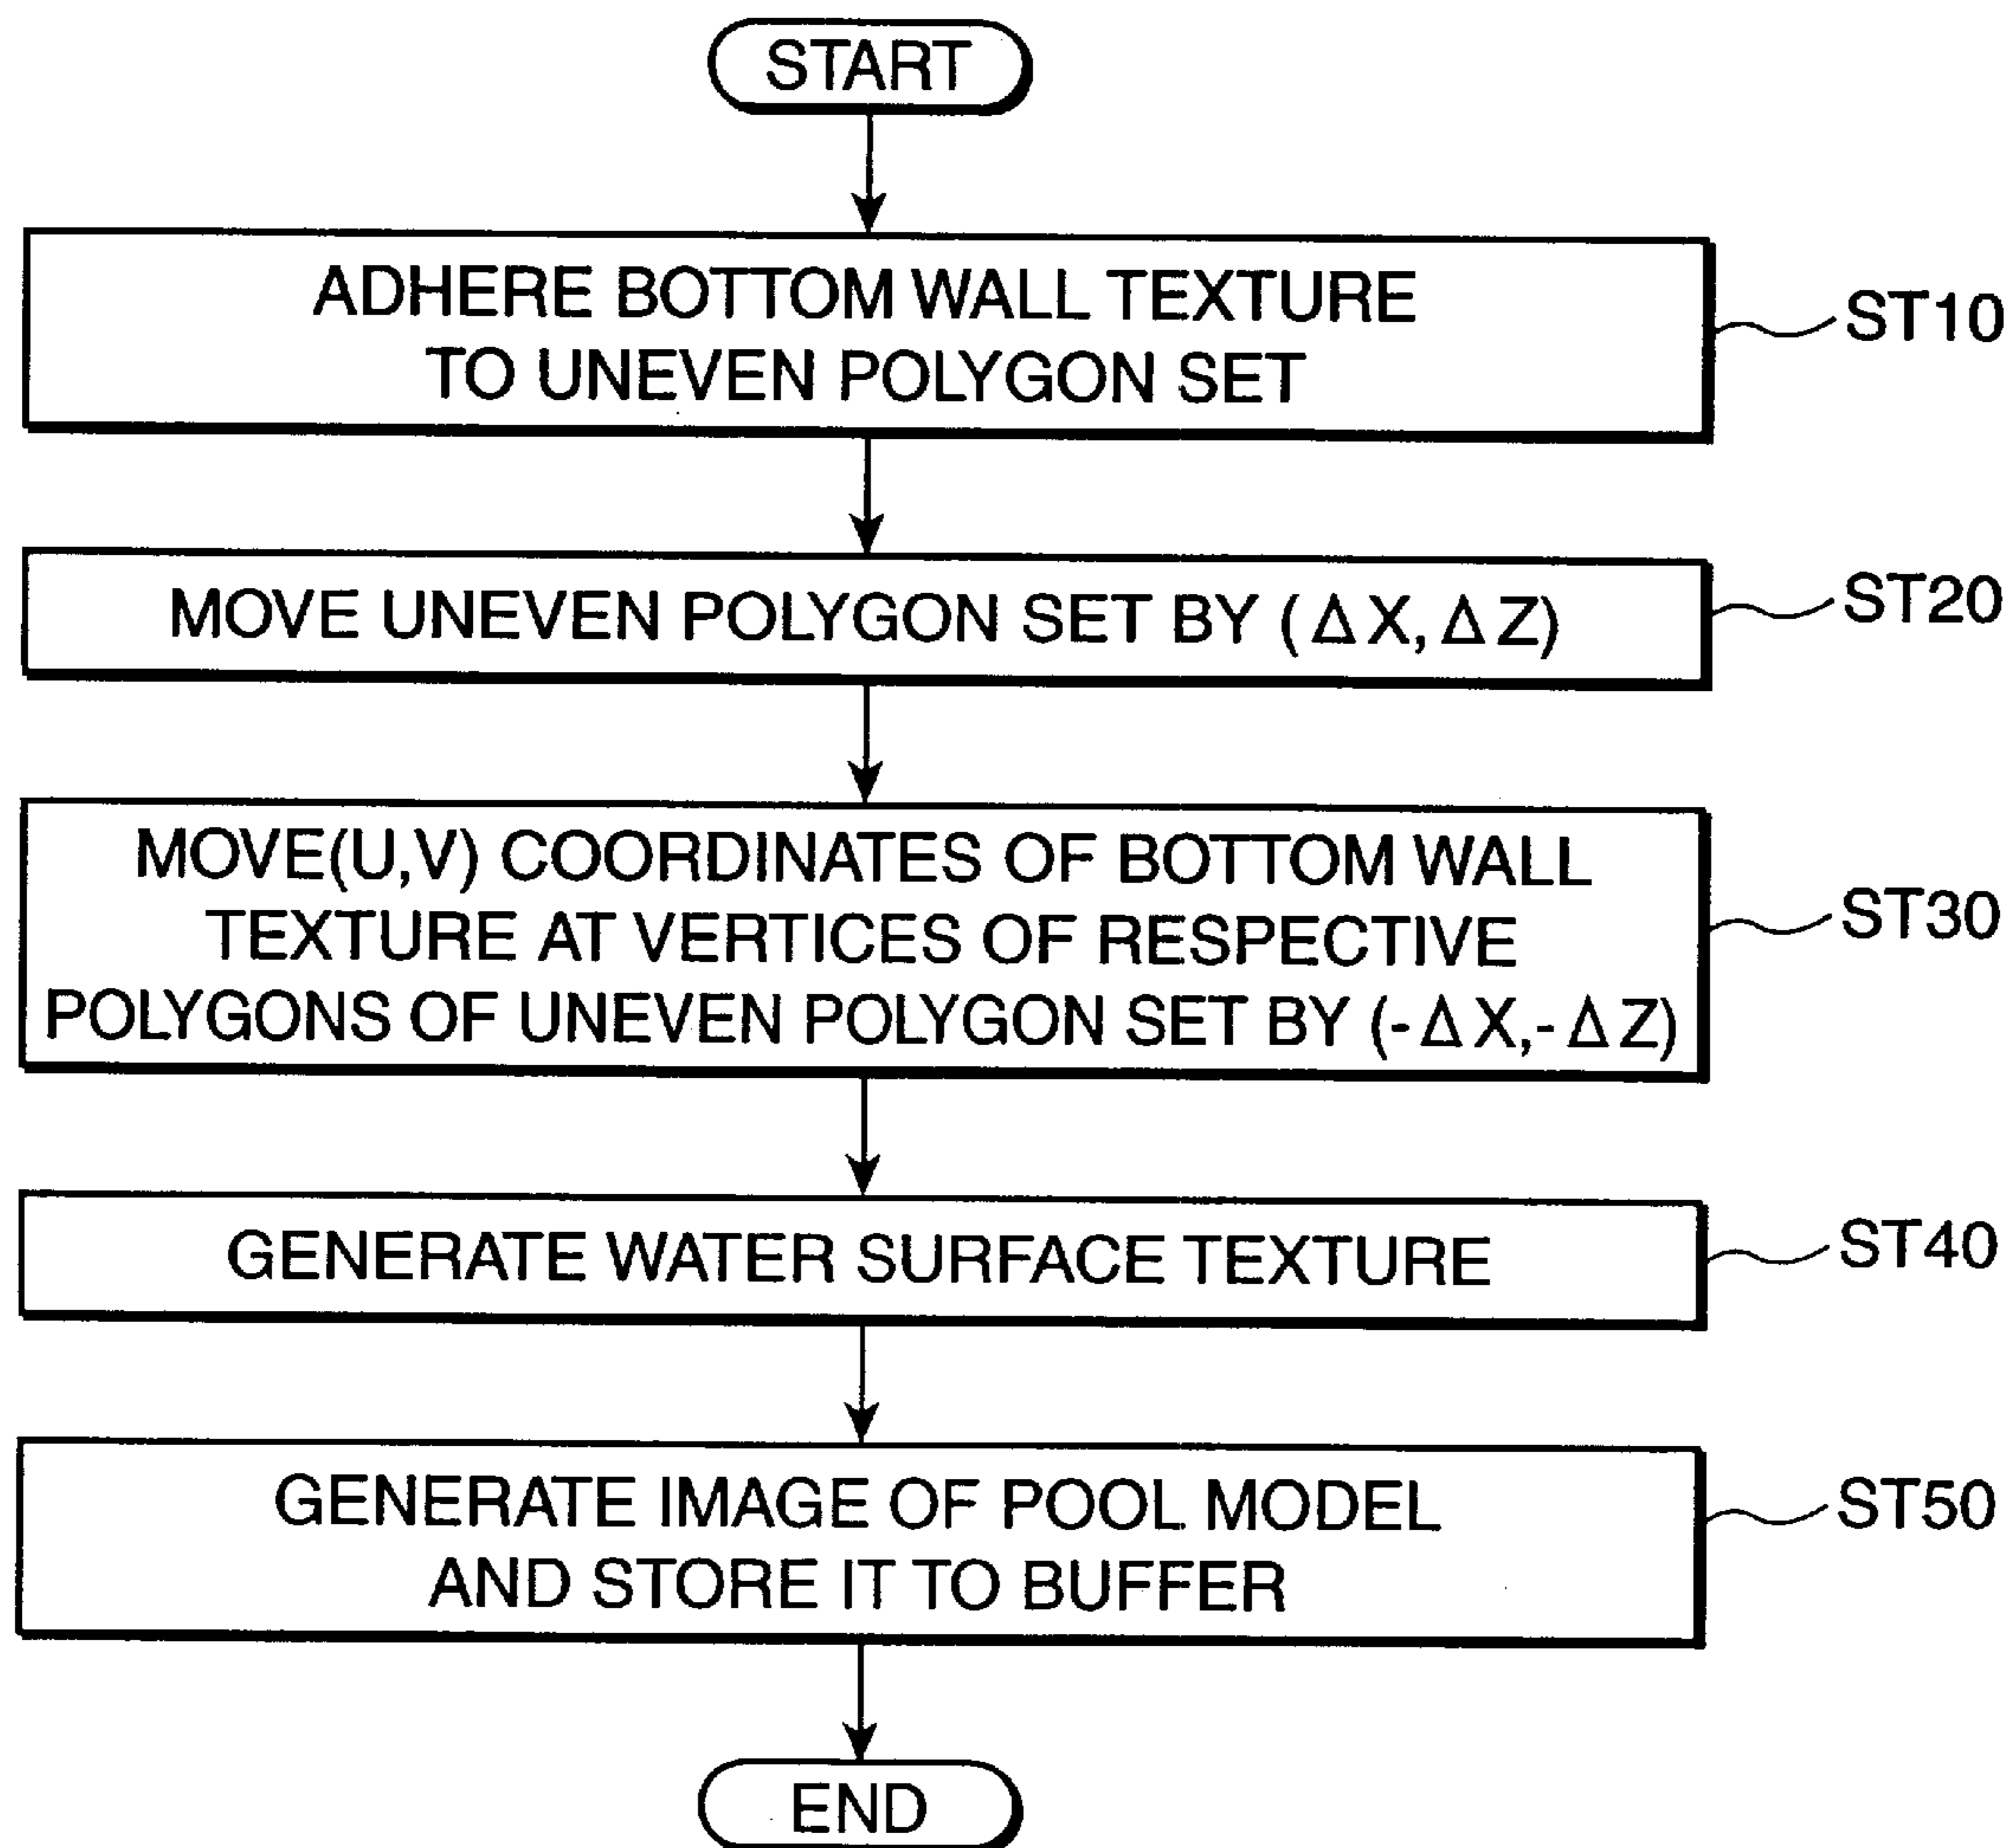 START
ADHERE BOTTOM WALL TEXTURE
TO UNEVEN POLYGON SET
ST10
MOVE UNEVEN POLYGON SET BY (ΔX,ΔZ)
ST20
MOVE(U,V) COORDINATES OF BOTTOM WALL
TEXTURE AT VERTICES OF RESPECTIVE
POLYGONS OF UNEVEN POLYGON SET BY (-ΔX,-ΔZ)
ST30
GENERATE WATER SURFACE TEXTURE
ST40
GENERATE IMAGE OF POOL MODEL
AND STORE IT TO BUFFER
ST50
END